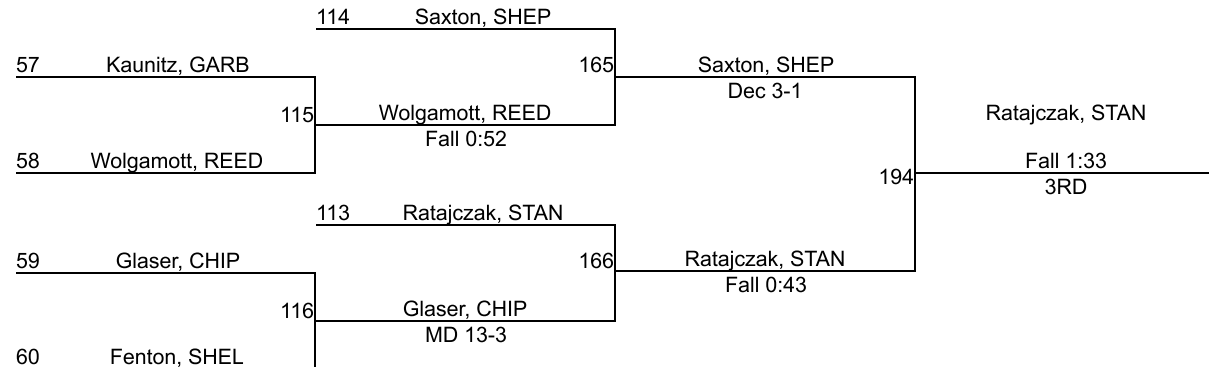 114 Saxton, SHEP
57 Kaunitz, GARB
165 Saxton, SHEP
Dec 3-1
115 Wolgamott, REED
Fall 0:52
Ratajczak, STAN
58 Wolgamott, REED
Fall 1:33
194
3RD
113 Ratajczak, STAN
59 Glaser, CHIP
166 Ratajczak, STAN
Fall 0:43
116 Glaser, CHIP
MD 13-3
60 Fenton, SHEL